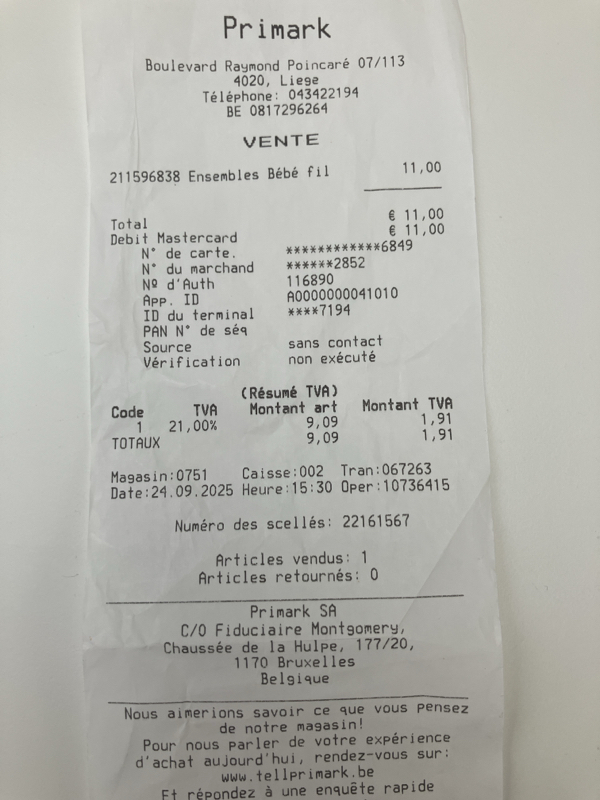 Primark
Boulevard Raymond Poincaré 07/113
4020, Liege
Téléphone: 043422194
BE 0817296264
VENTE
211596838 Ensembles Bébé fil 11,00
Total € 11,00
Debit Mastercard € 11,00
N° de carte. ************6849
N° du marchand ******2852
Nº d'Auth 116890
App. ID A0000000041010
ID du terminal ****7194
PAN N° de séq
Source sans contact
Vérification non exécuté
(Résumé TVA)
Code TVA Montant art Montant TVA
1 21,00% 9,09 1,91
TOTAUX 9,09 1,91
Magasin:0751 Caisse:002 Tran:067263
Date:24.09.2025 Heure:15:30 Oper:10736415
Numéro des scellés: 22161567
Articles vendus: 1
Articles retournés: 0
Primark SA
C/O Fiduciaire Montgomery,
Chaussée de la Hulpe, 177/20,
1170 Bruxelles
Belgique
Nous aimerions savoir ce que vous pensez
de notre magasin!
Pour nous parler de votre expérience
d'achat aujourd'hui, rendez-vous sur:
www.tellprimark.be
Et répondez à une enquête rapide